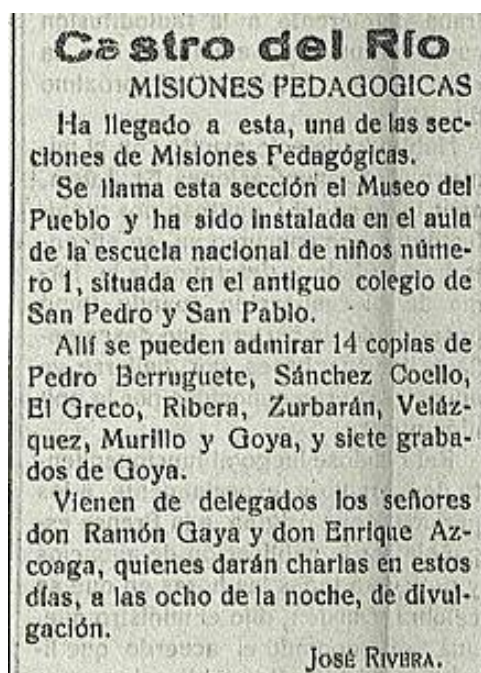 Castro del Río
MISIONES PEDAGOGICAS
Ha llegado a esta, una de las sec-
ciones de Misiones Pedagógicas.
Se llama esta sección el Museo del
Pueblo y ha sido instalada en el aula
de la escuela nacional de niños núme-
ro 1, situada en el antiguo colegio de
San Pedro y San Pablo.
Allí se pueden admirar 14 copias de
Pedro Berruguete, Sánchez Coello,
El Greco, Ribera, Zurbarán, Veláz-
quez, Murillo y Goya, y siete graba-
dos de Goya.
Vienen de delegados los señores
don Ramón Gaya y don Enrique Az-
coaga, quienes darán charlas en estos
días, a las ocho de la noche, de divul-
gación.
JOSÉ RIVERA.